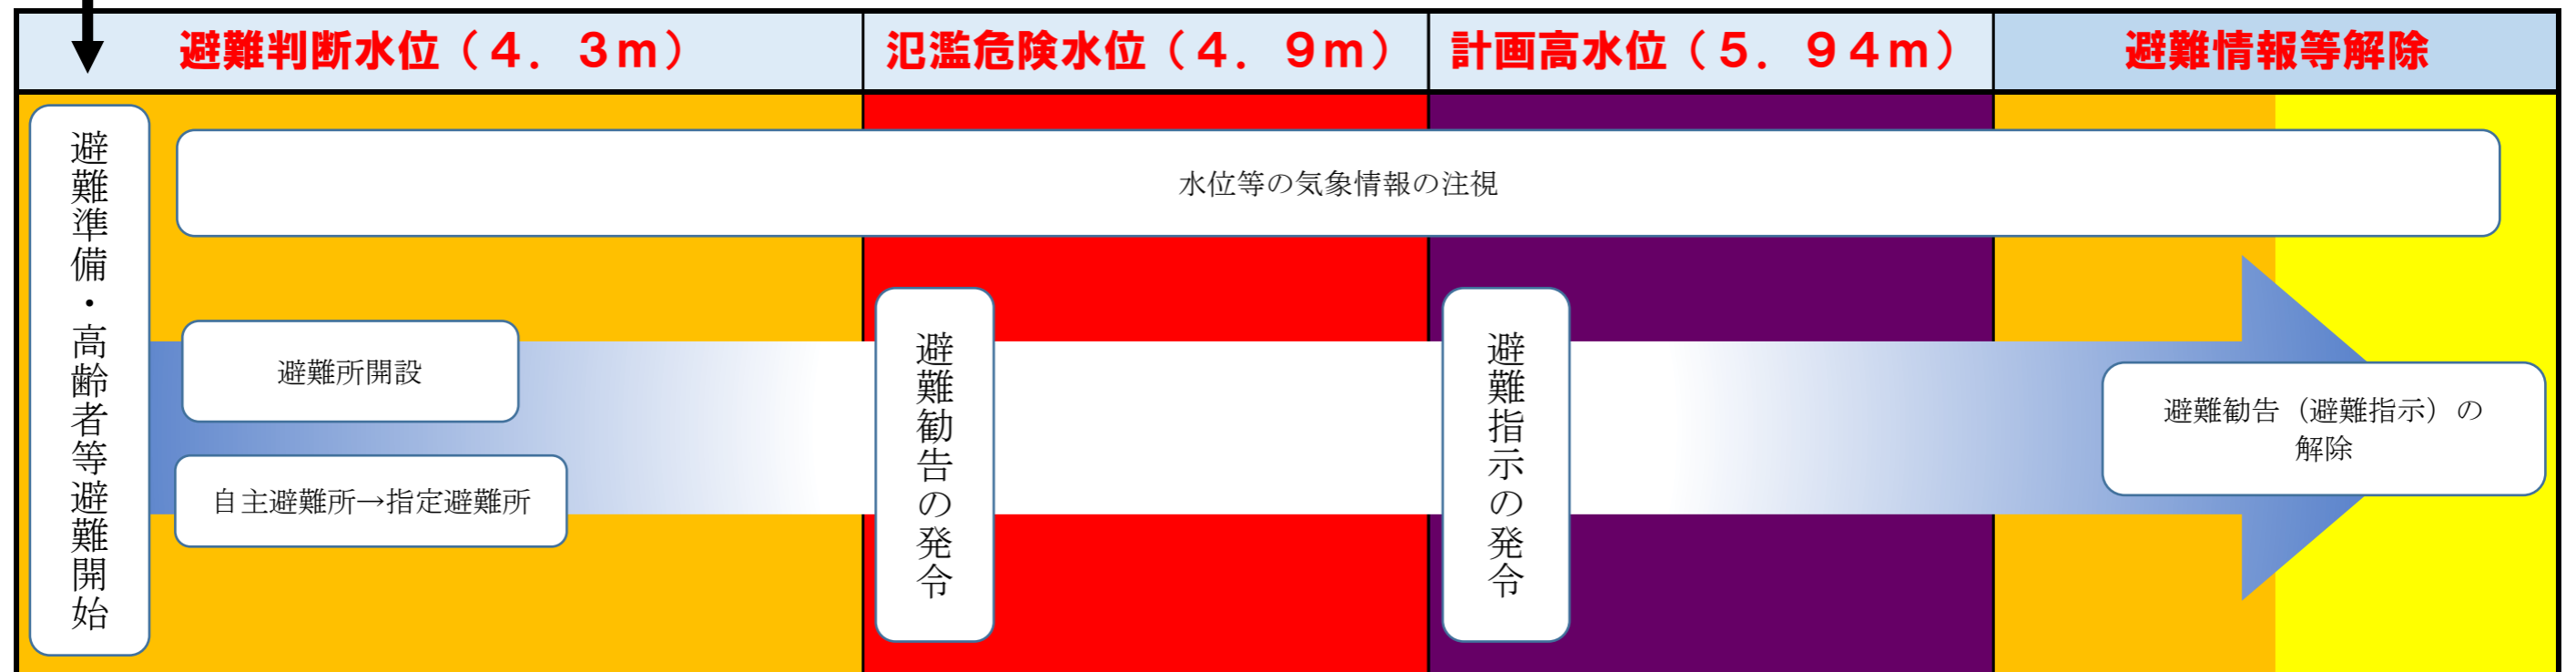 避難判断水位（４．３ｍ）
氾濫危険水位（４．９ｍ）
計画高水位（５．９４ｍ）
避難情報等解除
避難準備・高齢者等避難開始
水位等の気象情報の注視
避難所開設
自主避難所→指定避難所
避難勧告の発令
避難指示の発令
避難勧告（避難指示）の
解除